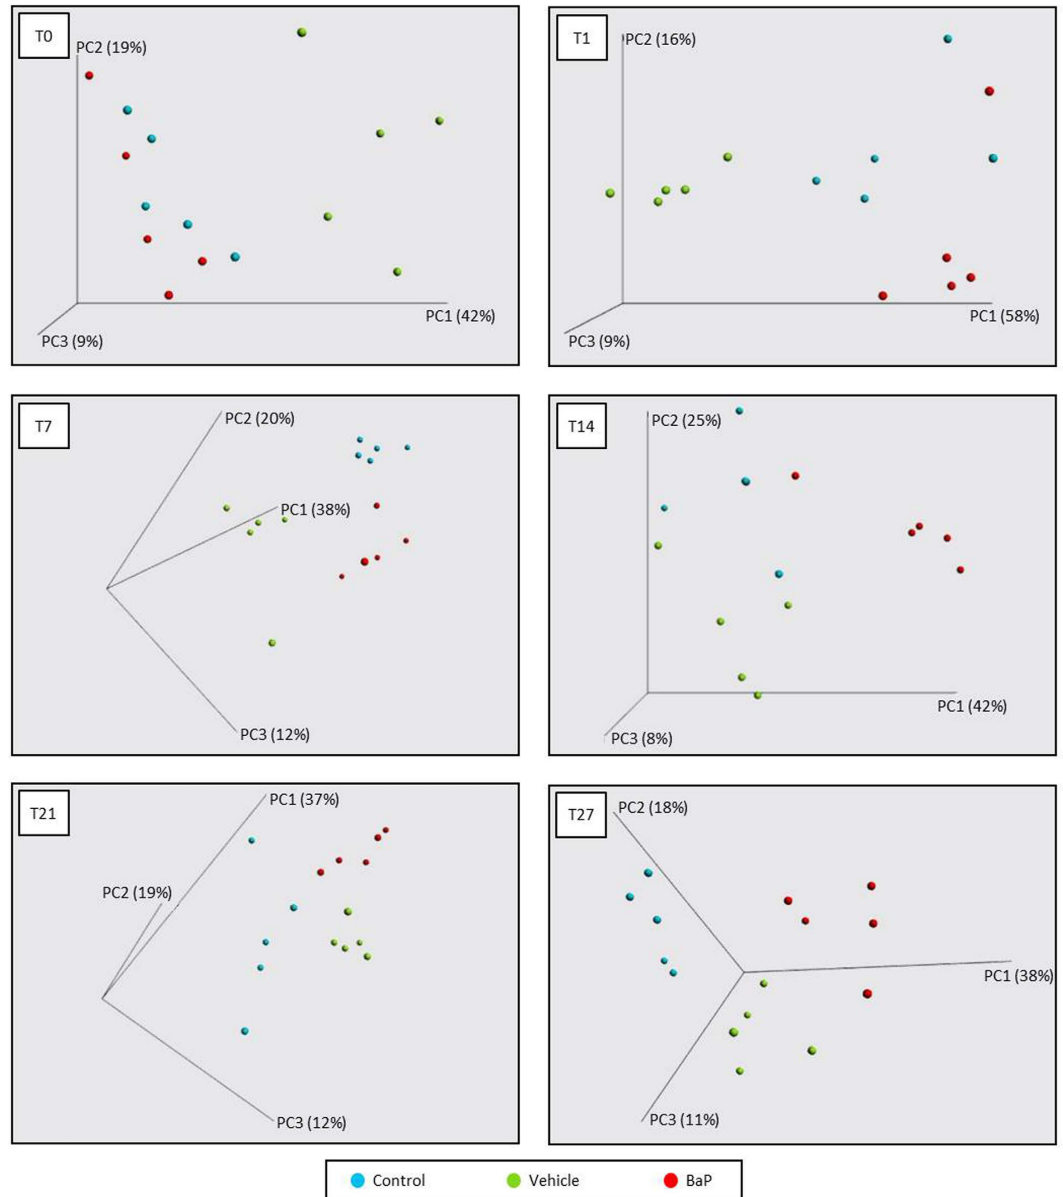 T0
PC2 (19%)
PC1 (42%)
PC3 (9%)
T1
PC2 (16%)
PC1 (58%)
PC3 (9%)
T7
PC2 (20%)
PC1 (38%)
PC3 (12%)
T14
PC2 (25%)
PC1 (42%)
PC3 (8%)
T21
PC1 (37%)
PC2 (19%)
PC3 (12%)
T27
PC2 (18%)
PC1 (38%)
PC3 (11%)
Control Vehicle BaP